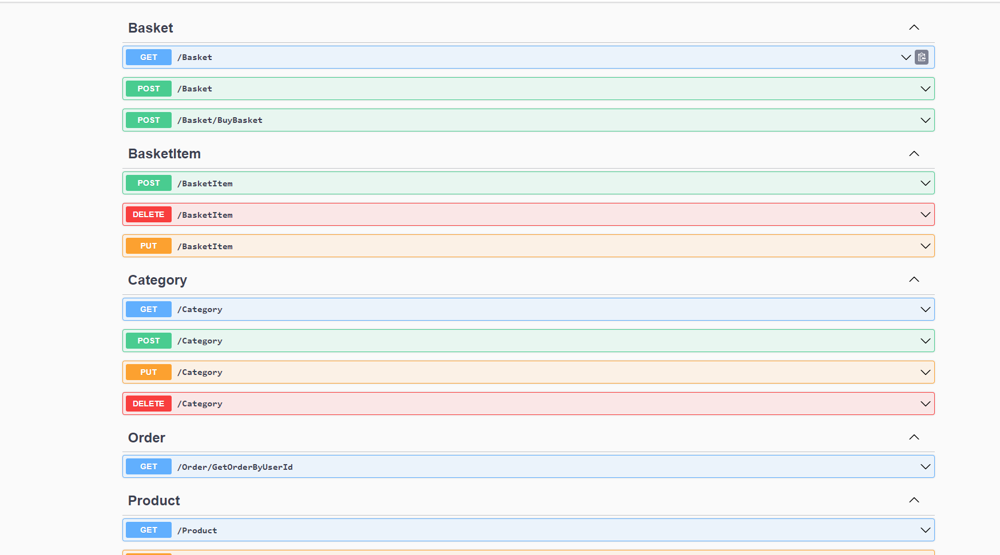 Basket
GET /Basket
POST /Basket
POST /Basket/BuyBasket
BasketItem
POST /BasketItem
DELETE /BasketItem
PUT /BasketItem
Category
GET /Category
POST /Category
PUT /Category
DELETE /Category
Order
GET /Order/GetOrderByUserId
Product
GET /Product